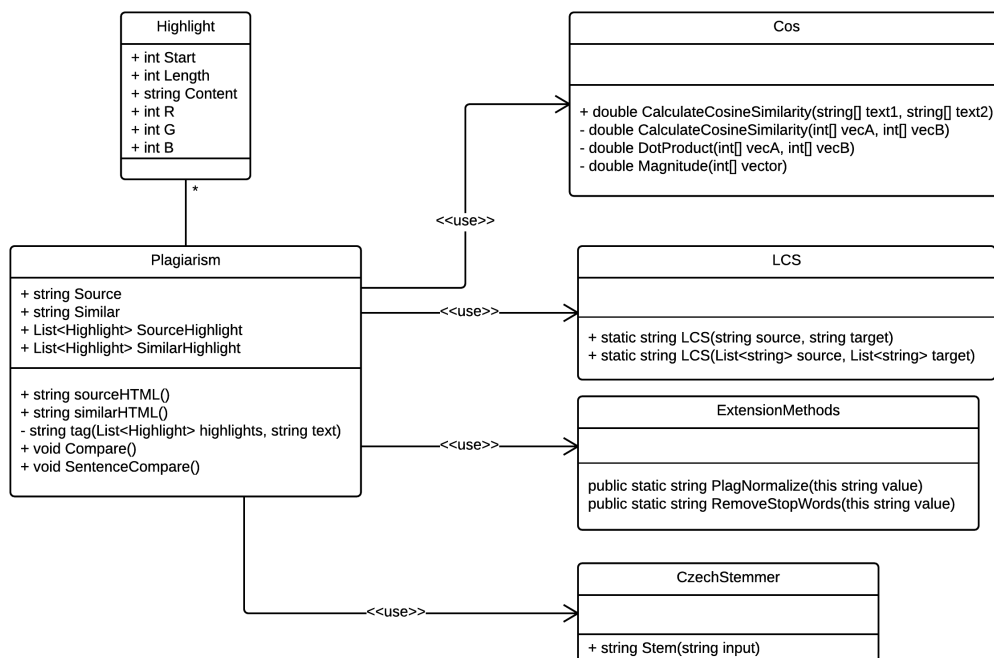 Highlight
+ int Start
+ int Length
+ string Content
+ int R
+ int G
+ int B
*
Plagiarism
+ string Source
+ string Similar
+ List<Highlight> SourceHighlight
+ List<Highlight> SimilarHighlight
+ string sourceHTML()
+ string similarHTML()
- string tag(List<Highlight> highlights, string text)
+ void Compare()
+ void SentenceCompare()
<<use>>
<<use>>
<<use>>
<<use>>
Cos
+ double CalculateCosineSimilarity(string[] text1, string[] text2)
- double CalculateCosineSimilarity(int[] vecA, int[] vecB)
- double DotProduct(int[] vecA, int[] vecB)
- double Magnitude(int[] vector)
LCS
+ static string LCS(string source, string target)
+ static string LCS(List<string> source, List<string> target)
ExtensionMethods
public static string PlagNormalize(this string value)
public static string RemoveStopWords(this string value)
CzechStemmer
+ string Stem(string input)